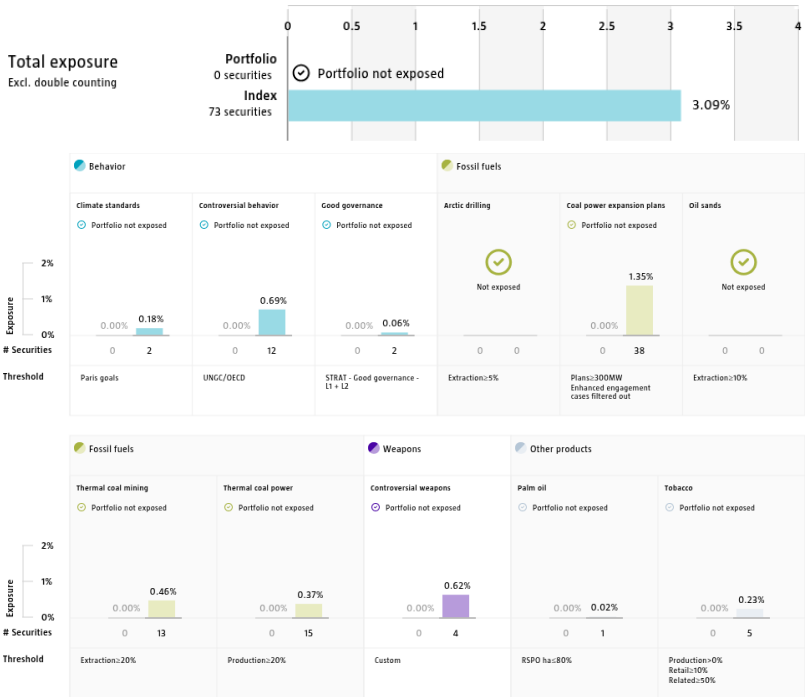 0 0.5 1 1.5 2 2.5 3 3.5 4
Total exposure
Excl. double counting
Portfolio
0 securities
Portfolio not exposed
Index
73 securities
3.09%
Behavior
Fossil fuels
Climate standards
Controversial behavior
Good governance
Arctic drilling
Coal power expansion plans
Oil sands
Portfolio not exposed
Portfolio not exposed
Portfolio not exposed
Portfolio not exposed
Not exposed
Not exposed
Exposure
2%
1%
0%
0.00% 0.18%
0.00% 0.69%
0.00% 0.06%
0.00% 1.35%
# Securities
0 2
0 12
0 2
0 0
0 38
0 0
Threshold
Paris goals
UNGC/OECD
STRAT - Good governance -
L1 + L2
Extraction≥5%
Plans≥300MW
Enhanced engagement
cases filtered out
Extraction≥10%
Fossil fuels
Weapons
Other products
Thermal coal mining
Thermal coal power
Controversial weapons
Palm oil
Tobacco
Portfolio not exposed
Portfolio not exposed
Portfolio not exposed
Portfolio not exposed
Portfolio not exposed
Exposure
2%
1%
0%
0.00% 0.46%
0.00% 0.37%
0.00% 0.62%
0.00% 0.02%
0.00% 0.23%
# Securities
0 13
0 15
0 4
0 1
0 5
Threshold
Extraction≥20%
Production≥20%
Custom
RSPO ha≤80%
Production>0%
Retail≥10%
Related≥50%